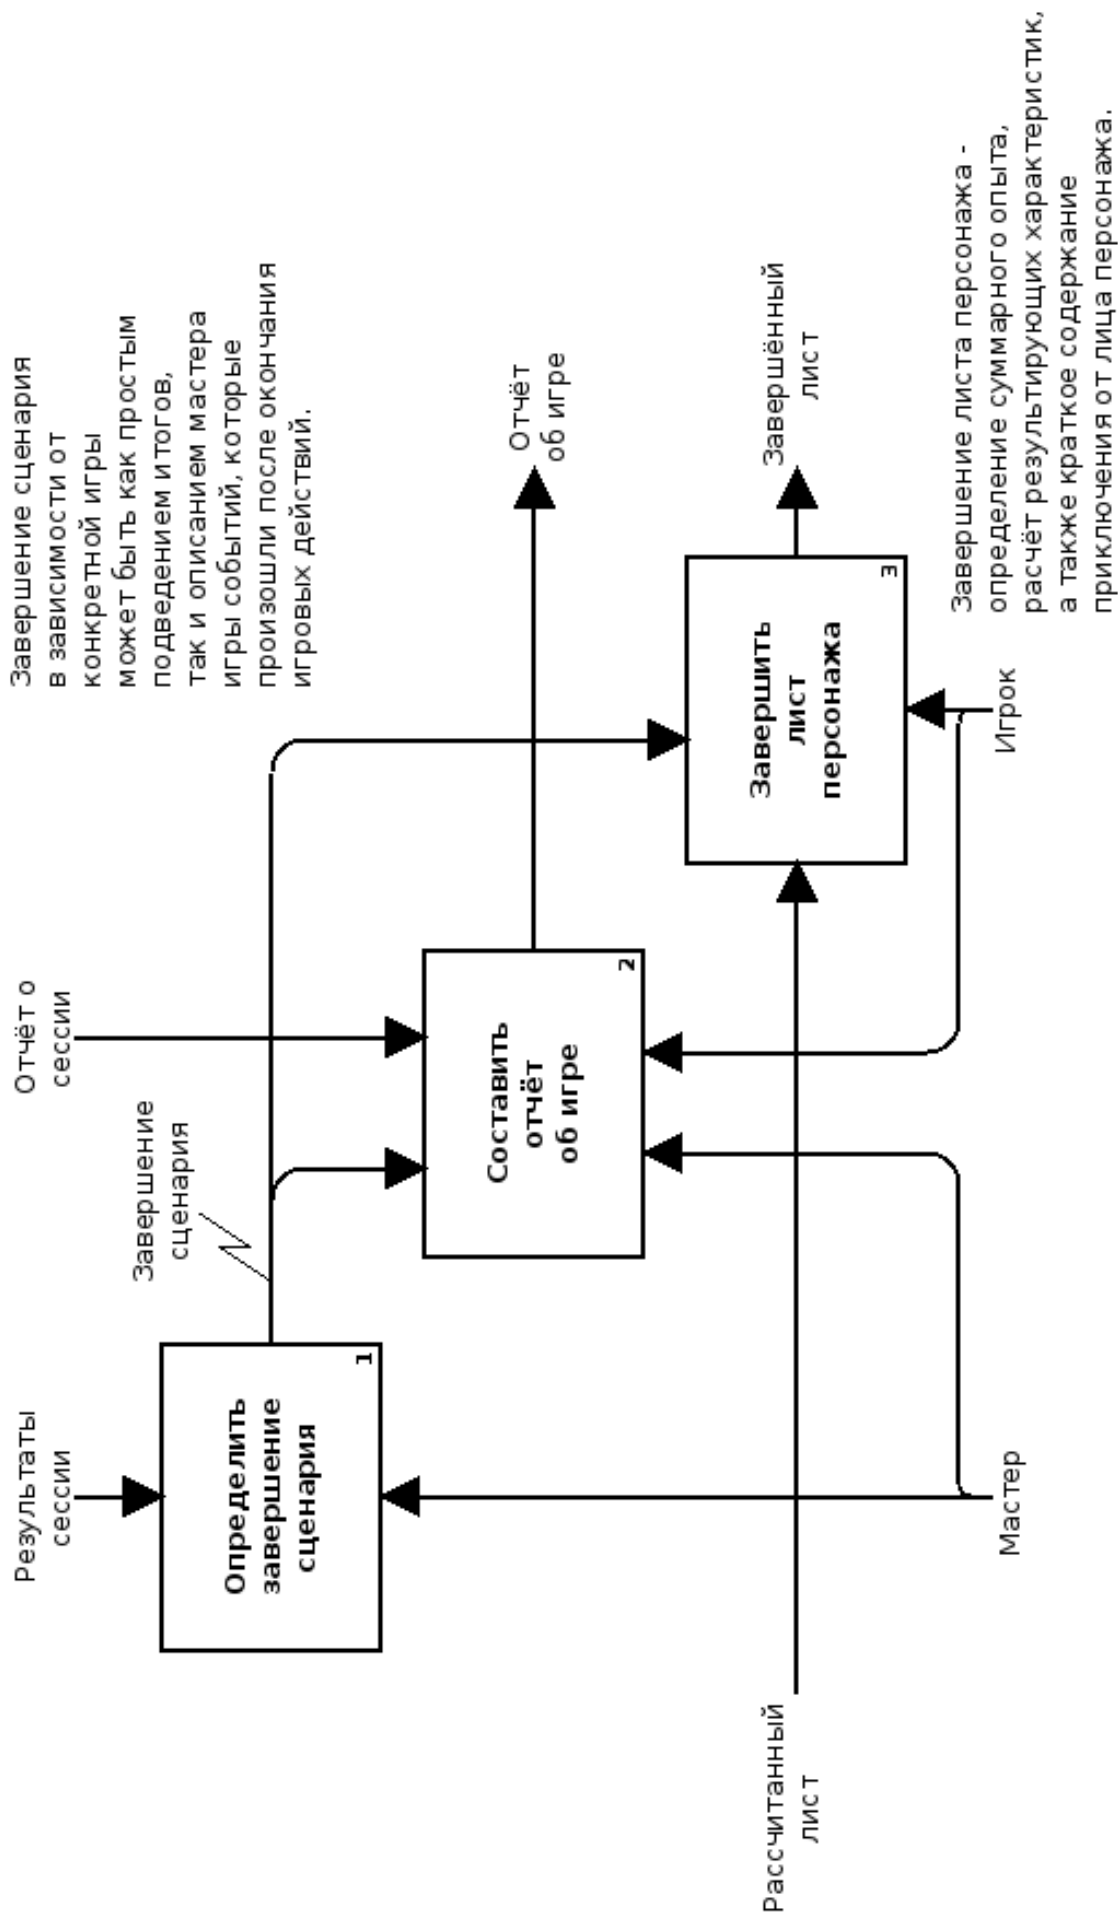 Результаты
сессии
Отчёт о
сессии
Завершение сценария
в зависимости от
конкретной игры
может быть как простым
подведением итогов,
так и описанием мастера
игры событий, которые
произошли после окончания
игровых действий.
Завершение
сценария
Определить
завершение
сценария
1
Составить
отчёт
об игре
2
Отчёт
об игре
Рассчитанный
лист
Завершить
лист
персонажа
3
Завершённый
лист
Мастер
Игрок
Завершение листа персонажа -
определение суммарного опыта,
расчёт результирующих характеристик,
а также краткое содержание
приключения от лица персонажа.